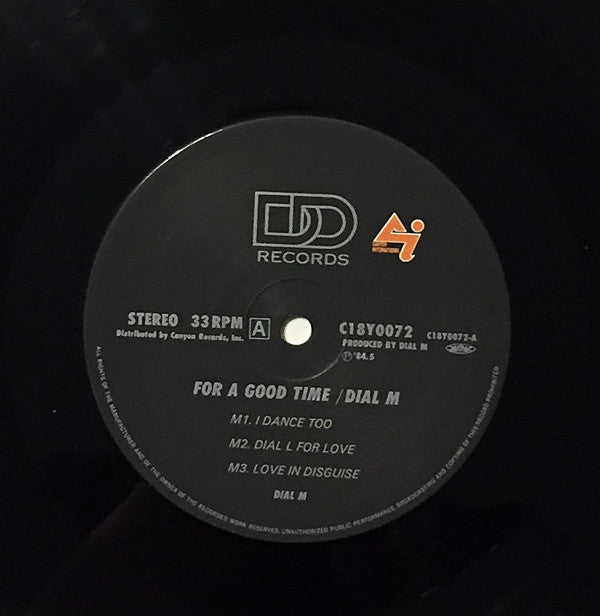 DD
RECORDS
STEREO 33RPM A C18Y0072 C18Y0072-A
Distributed by Canyon Records, Inc. PRODUCED BY DIAL M
Ⓟ'84.5
FOR A GOOD TIME / DIAL M
M1. I DANCE TOO
M2. DIAL L FOR LOVE
M3. LOVE IN DISGUISE
DIAL M
ALL RIGHTS OF THE MANUFACTURER AND OF THE OWNER OF THE RECORDED WORK RESERVED. UNAUTHORIZED PUBLIC PERFORMANCE, BROADCASTING AND COPYING OF THIS RECORD PROHIBITED.